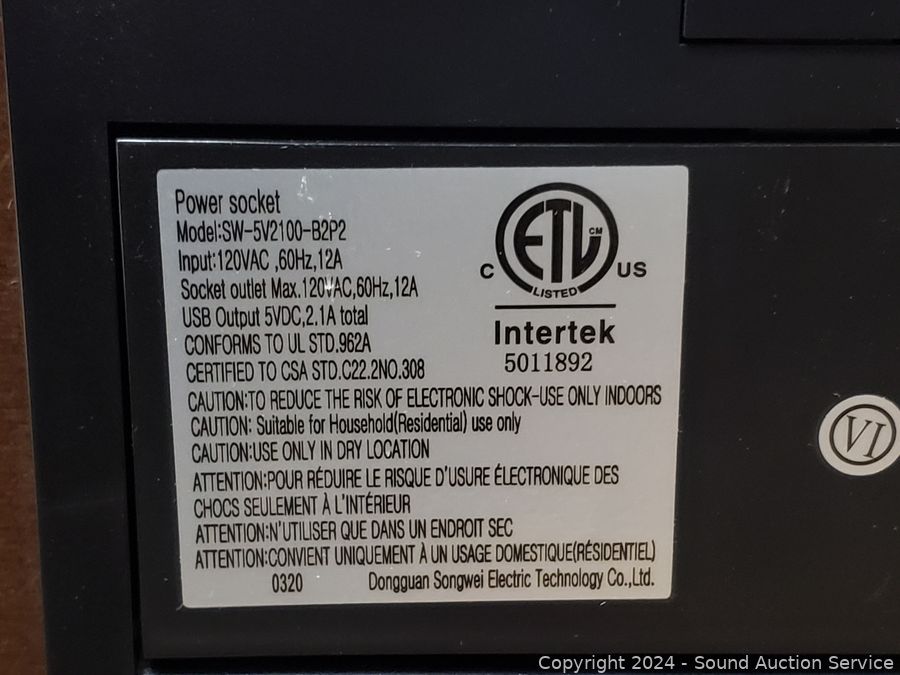 Power socket
Model:SW-5V2100-B2P2
Input:120VAC ,60Hz,12A
Socket outlet Max.120VAC,60Hz,12A
USB Output 5VDC,2.1A total
CONFORMS TO UL STD.962A
CERTIFIED TO CSA STD.C22.2NO.308
ETL CM
C US
LISTED
Intertek
5011892
CAUTION:TO REDUCE THE RISK OF ELECTRONIC SHOCK-USE ONLY INDOORS
CAUTION: Suitable for Household(Residential) use only
CAUTION:USE ONLY IN DRY LOCATION
ATTENTION:POUR RÉDUIRE LE RISQUE D'USURE ÉLECTRONIQUE DES
CHOCS SEULEMENT À L'INTÉRIEUR
ATTENTION:N'UTILISER QUE DANS UN ENDROIT SEC
ATTENTION:CONVIENT UNIQUEMENT À UN USAGE DOMESTIQUE(RÉSIDENTIEL)
0320 Dongguan Songwei Electric Technology Co.,Ltd.
VI
Copyright 2024 - Sound Auction Service